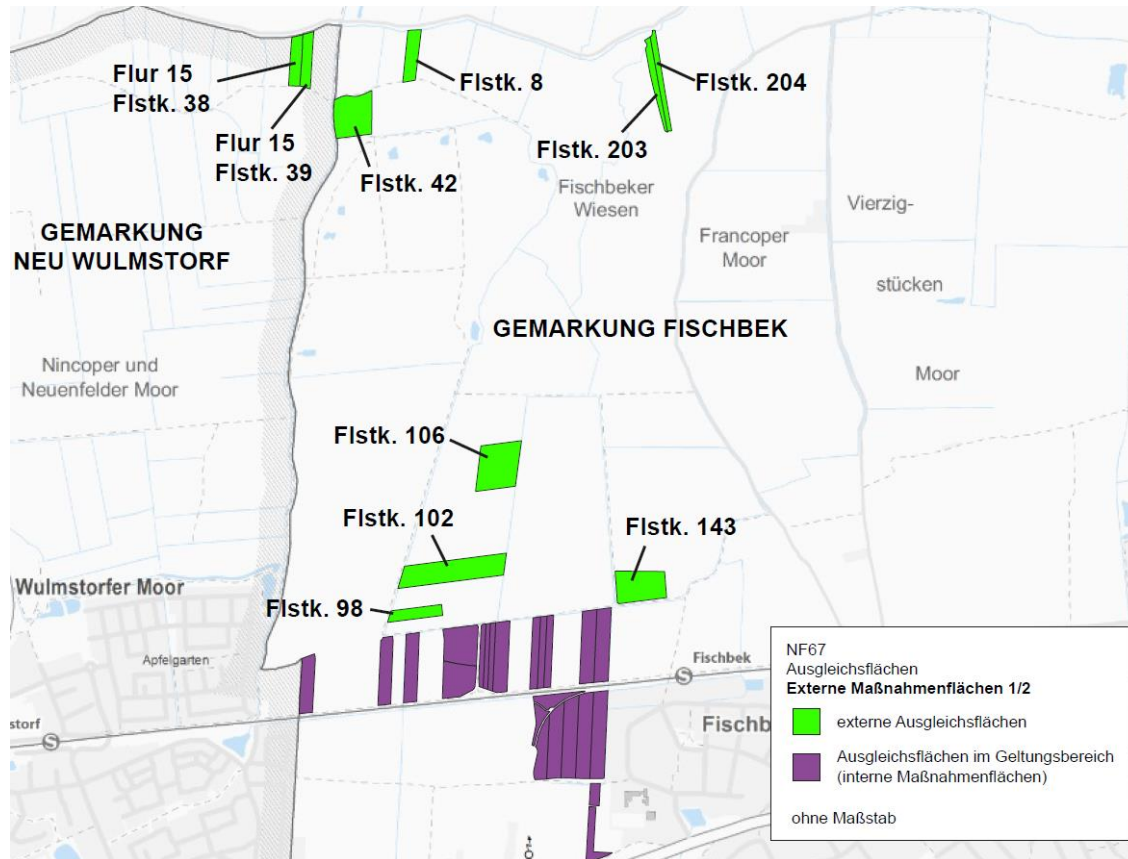 Flur 15
Flstk. 38
Flstk. 8
Flstk. 204
Flur 15
Flstk. 39
Flstk. 203
Flstk. 42
Fischbeker
Wiesen
Vierzig-
GEMARKUNG
NEU WULMSTORF
Francoper
Moor
stücken
GEMARKUNG FISCHBEK
Nincoper und
Neuenfelder Moor
Moor
Flstk. 106
Flstk. 102
Flstk. 143
Wulmstorfer Moor
Flstk. 98
Apfelgarten
Fischbek
S
storf
S
Fischb
NF67
Ausgleichsflächen
Externe Maßnahmenflächen 1/2
externe Ausgleichsflächen
Ausgleichsflächen im Geltungsbereich
(interne Maßnahmenflächen)
ohne Maßstab